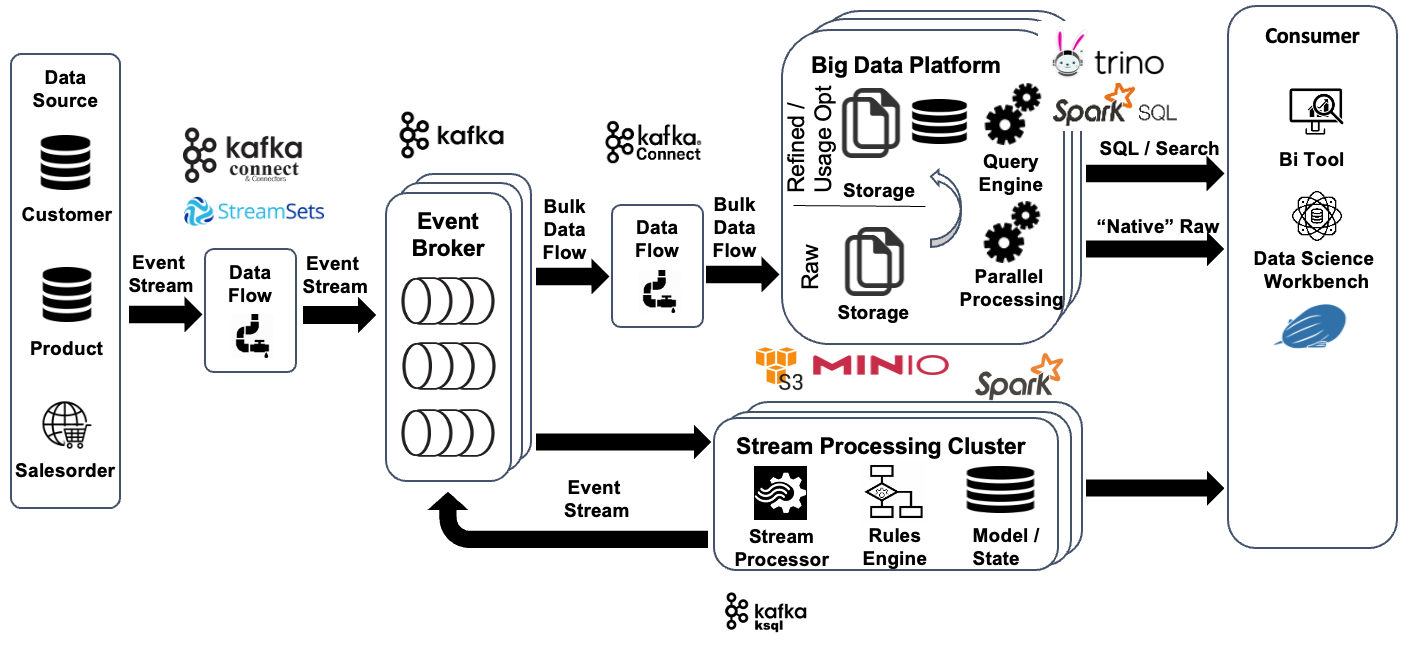 Data
Source
Customer
Product
Salesorder
kafka
connect
& Connectors
StreamSets
Event
Stream
Data
Flow
Event
Stream
kafka
Event
Broker
Bulk
Data
Flow
kafka®
Connect
Data
Flow
Bulk
Data
Flow
Big Data Platform
Refined /
Usage Opt
Raw
Storage
Query
Engine
Storage
Parallel
Processing
trino
Spark SQL
SQL / Search
“Native” Raw
S3
MINIO
Spark
Stream Processing Cluster
Stream
Processor
Rules
Engine
Model /
State
Event
Stream
kafka
ksql
Consumer
Bi Tool
Data Science
Workbench